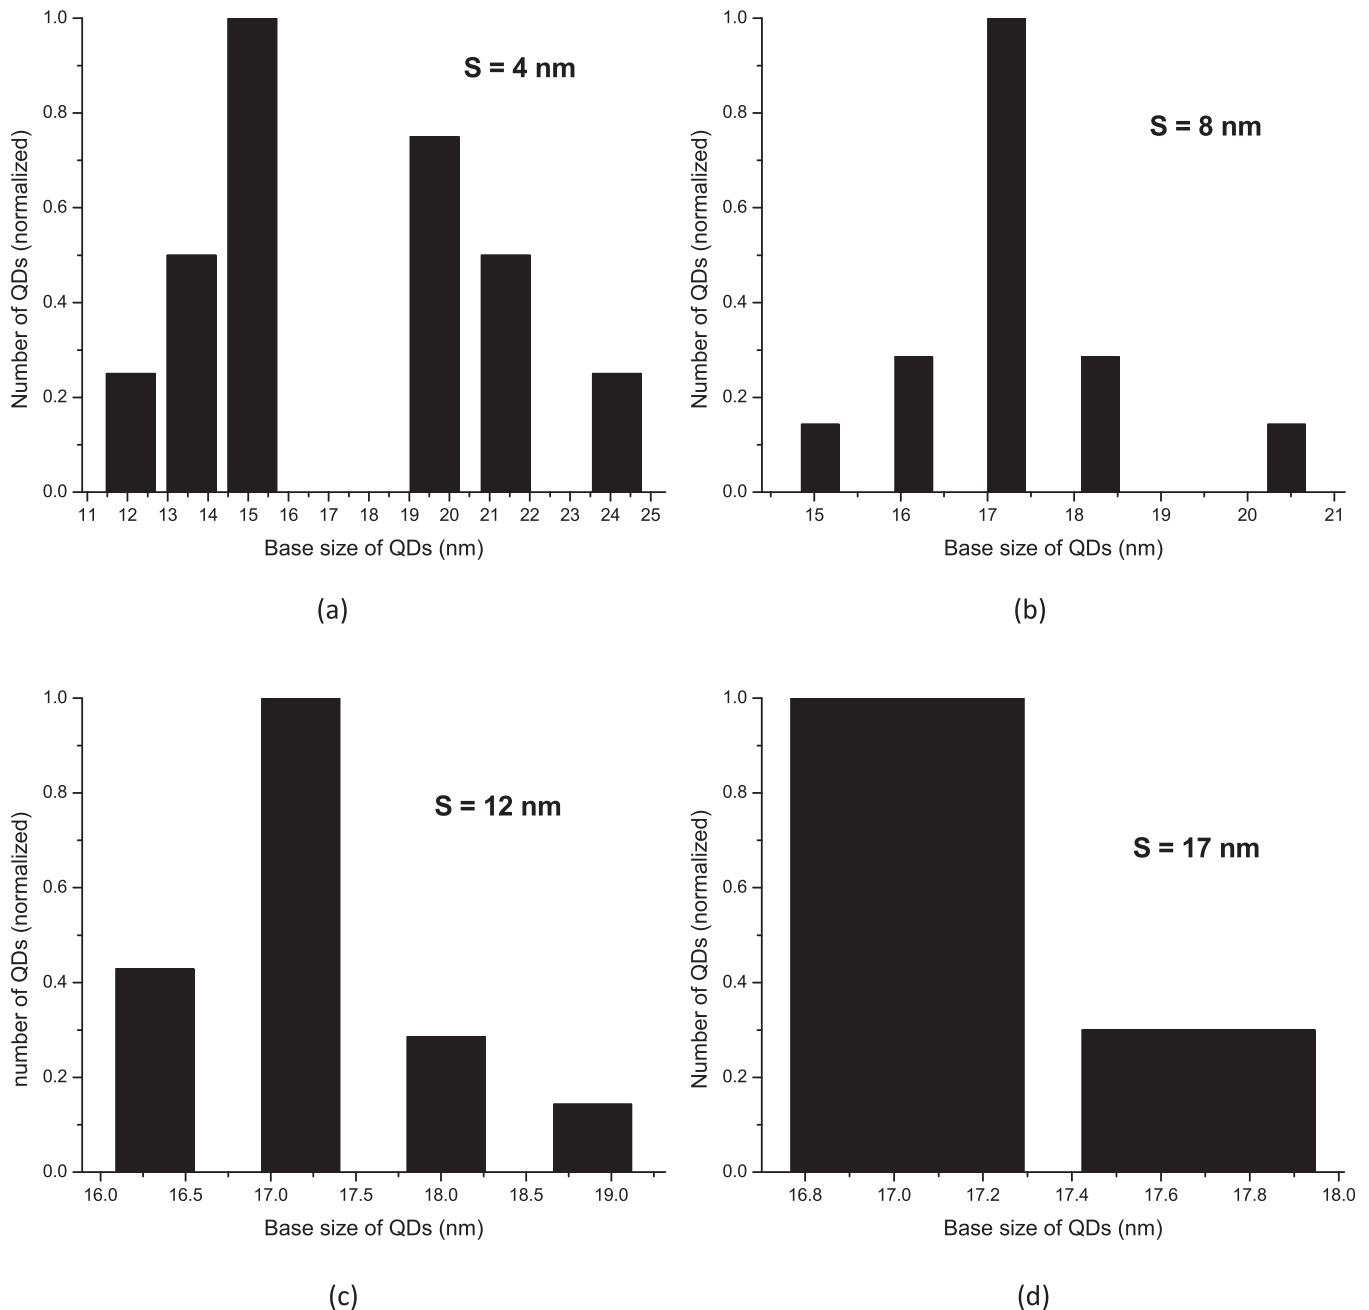 1.0
0.8
0.6
0.4
0.2
0.0
Number of QDs (normalized)
S = 4 nm
11 12 13 14 15 16 17 18 19 20 21 22 23 24 25
Base size of QDs (nm)
(a)
1.0
0.8
0.6
0.4
0.2
0.0
Number of QDs (normalized)
S = 8 nm
15 16 17 18 19 20 21
Base size of QDs (nm)
(b)
1.0
0.8
0.6
0.4
0.2
0.0
number of QDs (normalized)
S = 12 nm
16.0 16.5 17.0 17.5 18.0 18.5 19.0
Base size of QDs (nm)
(c)
1.0
0.8
0.6
0.4
0.2
0.0
Number of QDs (normalized)
S = 17 nm
16.8 17.0 17.2 17.4 17.6 17.8 18.0
Base size of QDs (nm)
(d)